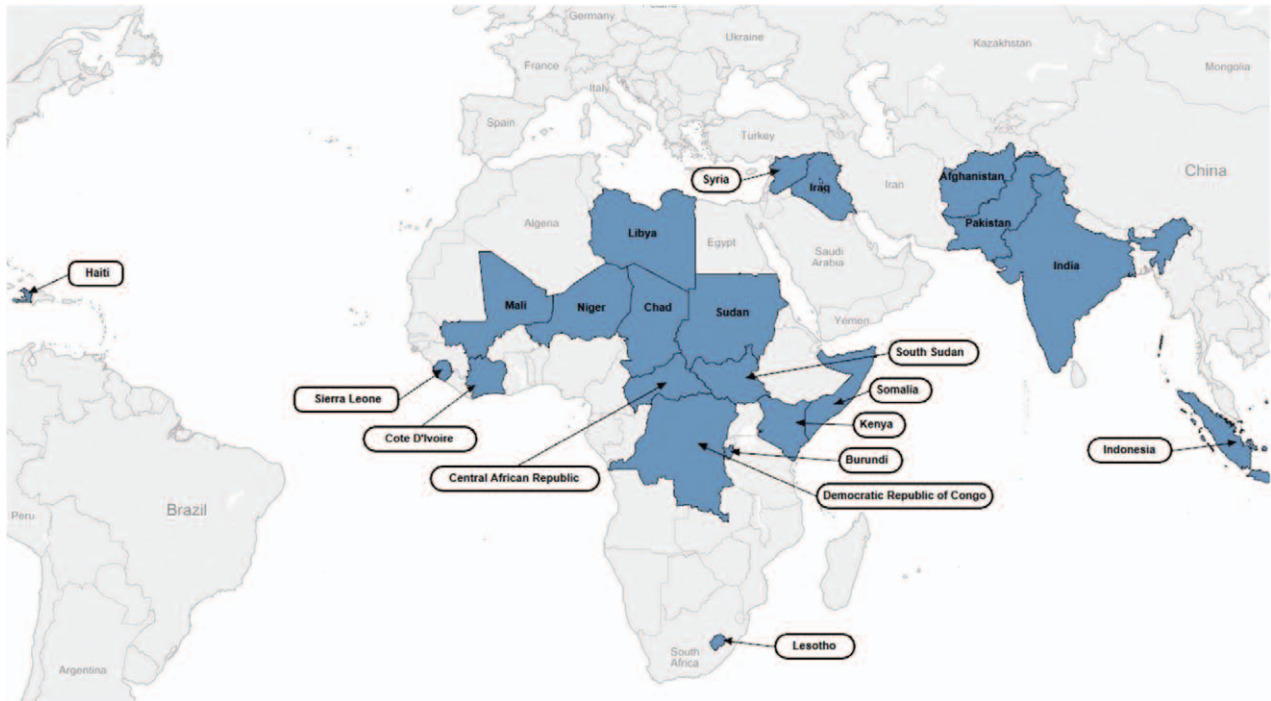 Germany
Ukraine
Kazakhstan
Mongolia
France
Italy
Spain
Turkey
China
Syria
Iraq
Iran
Afghanistan
Algeria
Libya
Egypt
Pakistan
Saudi
Arabia
India
Haiti
Mali
Niger
Chad
Sudan
Yemen
South Sudan
Sierra Leone
Somalia
Cote D'Ivoire
Kenya
Indonesia
Central African Republic
Burundi
Democratic Republic of Congo
Brazil
Peru
Lesotho
South
Africa
Argentina